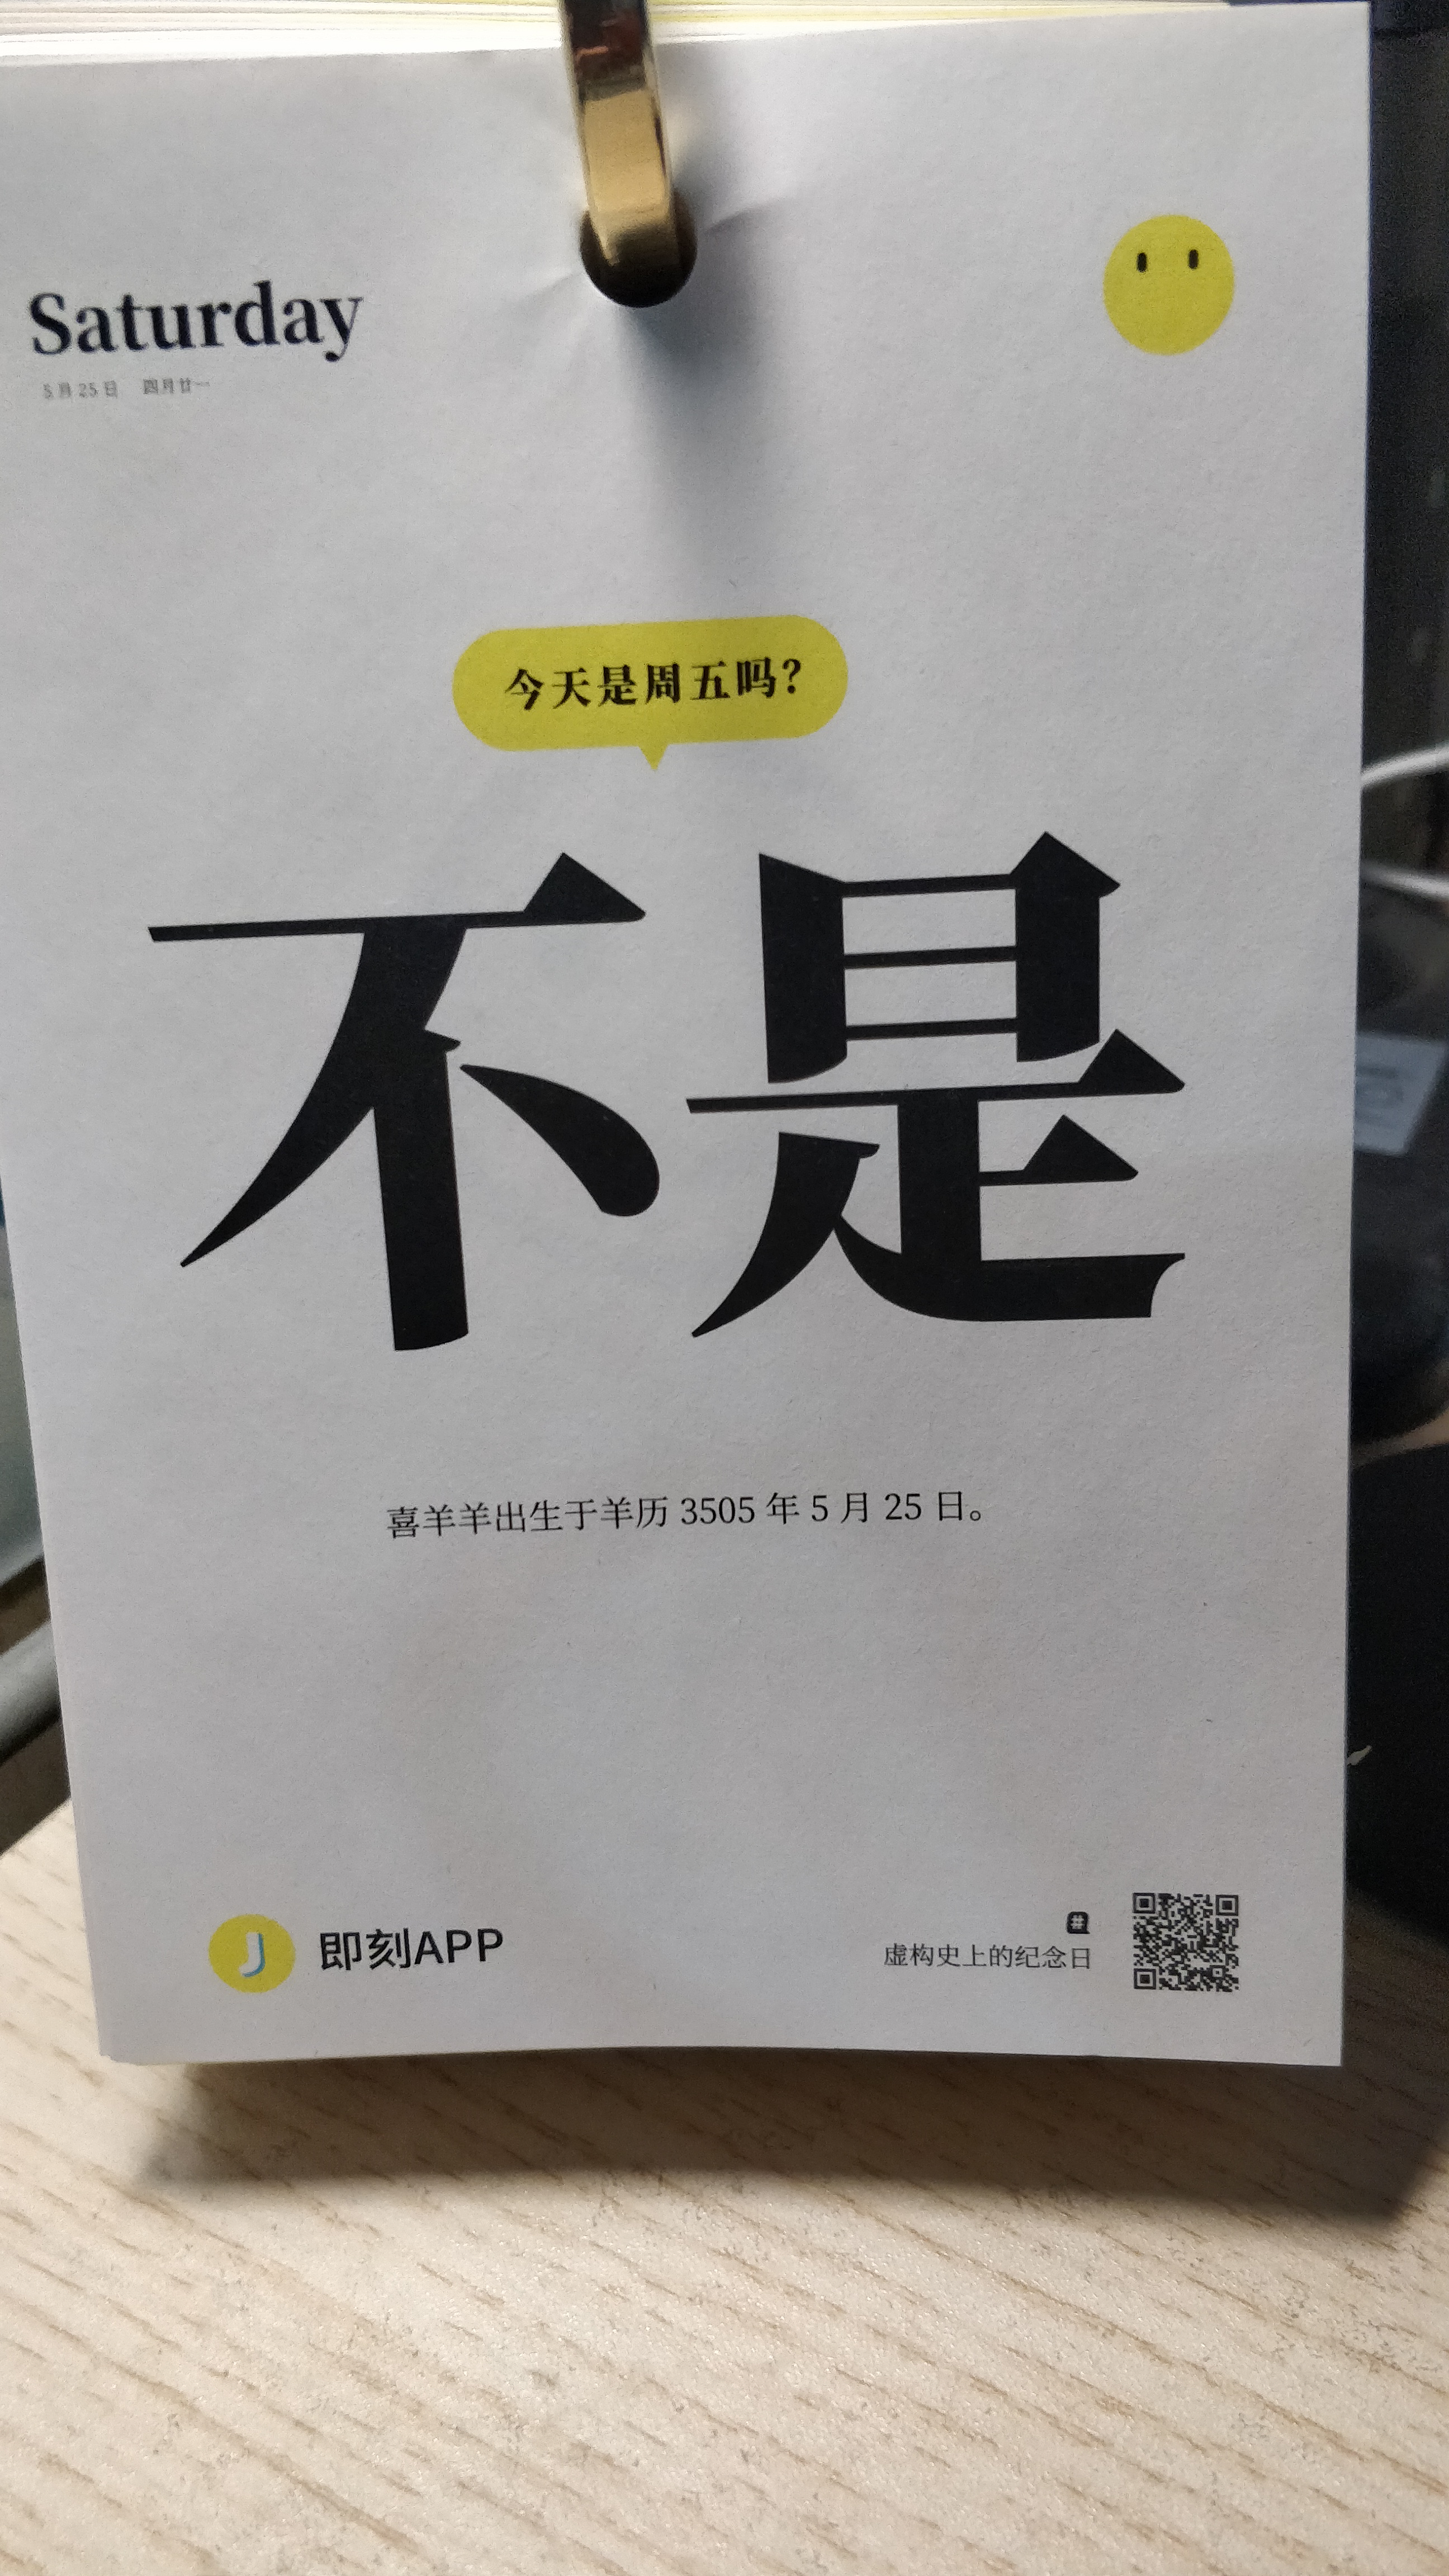 Saturday
5月25日 四月廿一
今天是周五吗？
不是
喜羊羊出生于羊历 3505 年 5 月 25 日。
即刻APP
#
虚构史上的纪念日